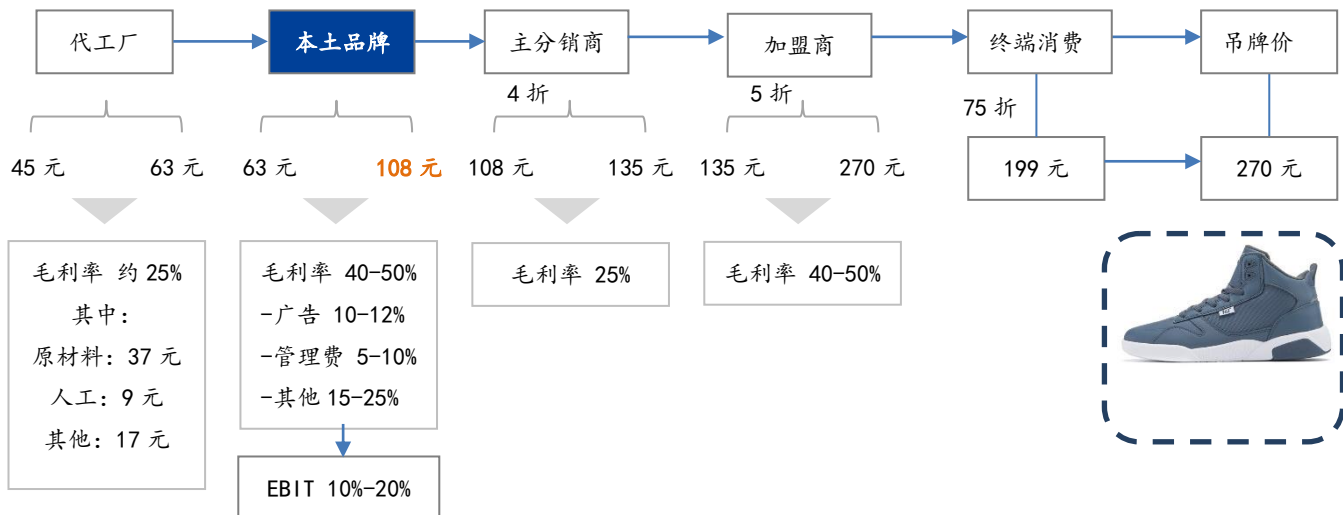 代工厂
本土品牌
主分销商
加盟商
终端消费
吊牌价
4 折
5 折
75 折
45 元
63 元
63 元
108 元
108 元
135 元
135 元
270 元
199 元
270 元
毛利率 约 25%
其中:
原材料: 37 元
人工: 9 元
其他: 17 元
毛利率 40-50%
-广告 10-12%
-管理费 5-10%
-其他 15-25%
EBIT 10%-20%
毛利率 25%
毛利率 40-50%